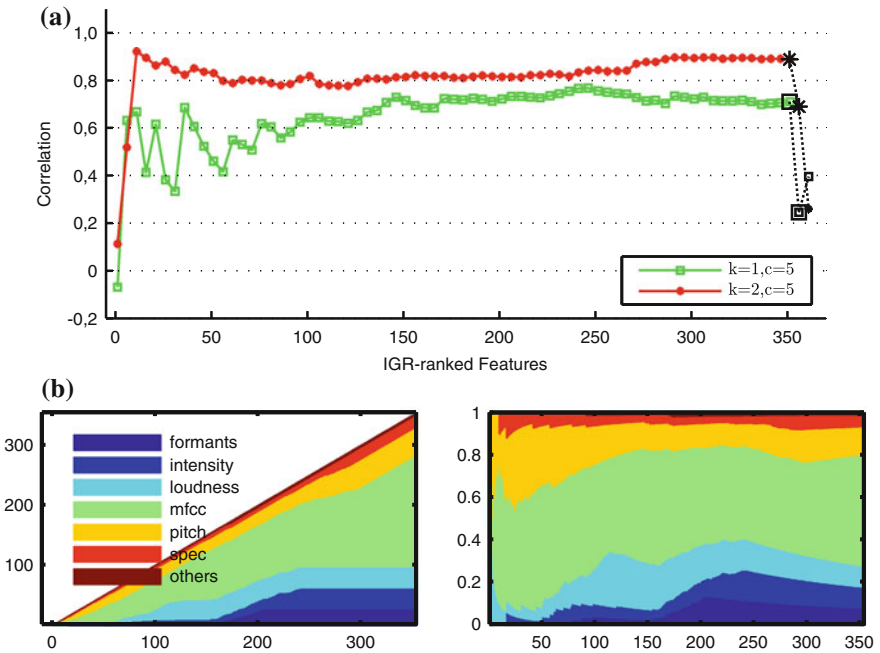 (a)
1,0
0,8
0,6
0,4
0,2
0
-0,2
Correlation
k=1,c=5
k=2,c=5
0 50 100 150 200 250 300 350
IGR-ranked Features
(b)
300
200
100
0 100 200 300
formants
intensity
loudness
mfcc
pitch
spec
others
1
0.8
0.6
0.4
0.2
0
50 100 150 200 250 300 350